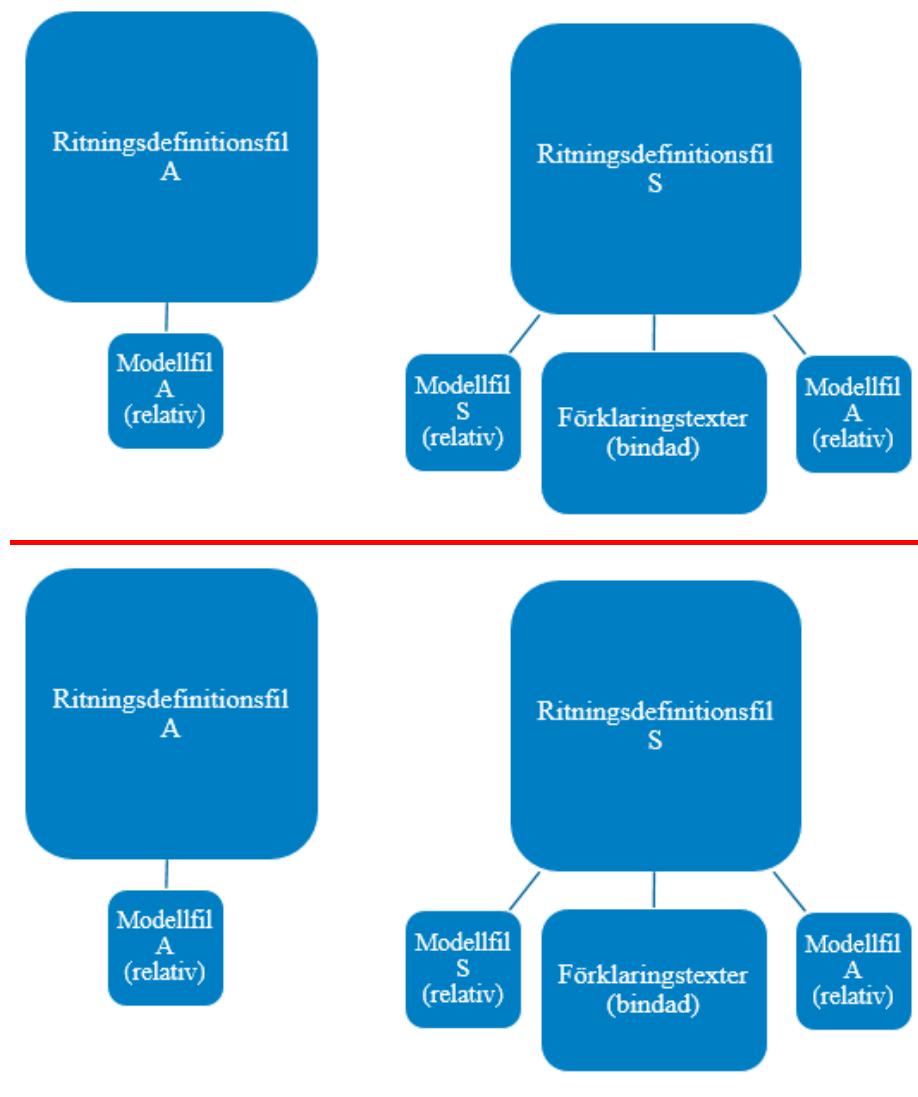 Ritningsdefinitionsfil
A
Ritningsdefinitionsfil
S
Modellfil
A
(relativ)
Modellfil
S
(relativ)
Förklaringstexter
(bindad)
Modellfil
A
(relativ)
Ritningsdefinitionsfil
A
Ritningsdefinitionsfil
S
Modellfil
A
(relativ)
Modellfil
S
(relativ)
Förklaringstexter
(bindad)
Modellfil
A
(relativ)